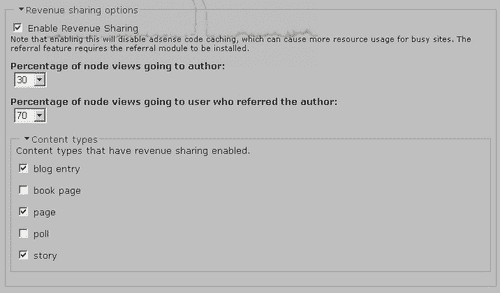 Revenue sharing options
Enable Revenue Sharing
Note that enabling this will disable adsense code caching, which can cause more resource usage for busy sites. The
referral feature requires the referral module to be installed.
Percentage of node views going to author:
30
Percentage of node views going to user who referred the author:
70
Content types
Content types that have revenue sharing enabled.
blog entry
book page
page
poll
story